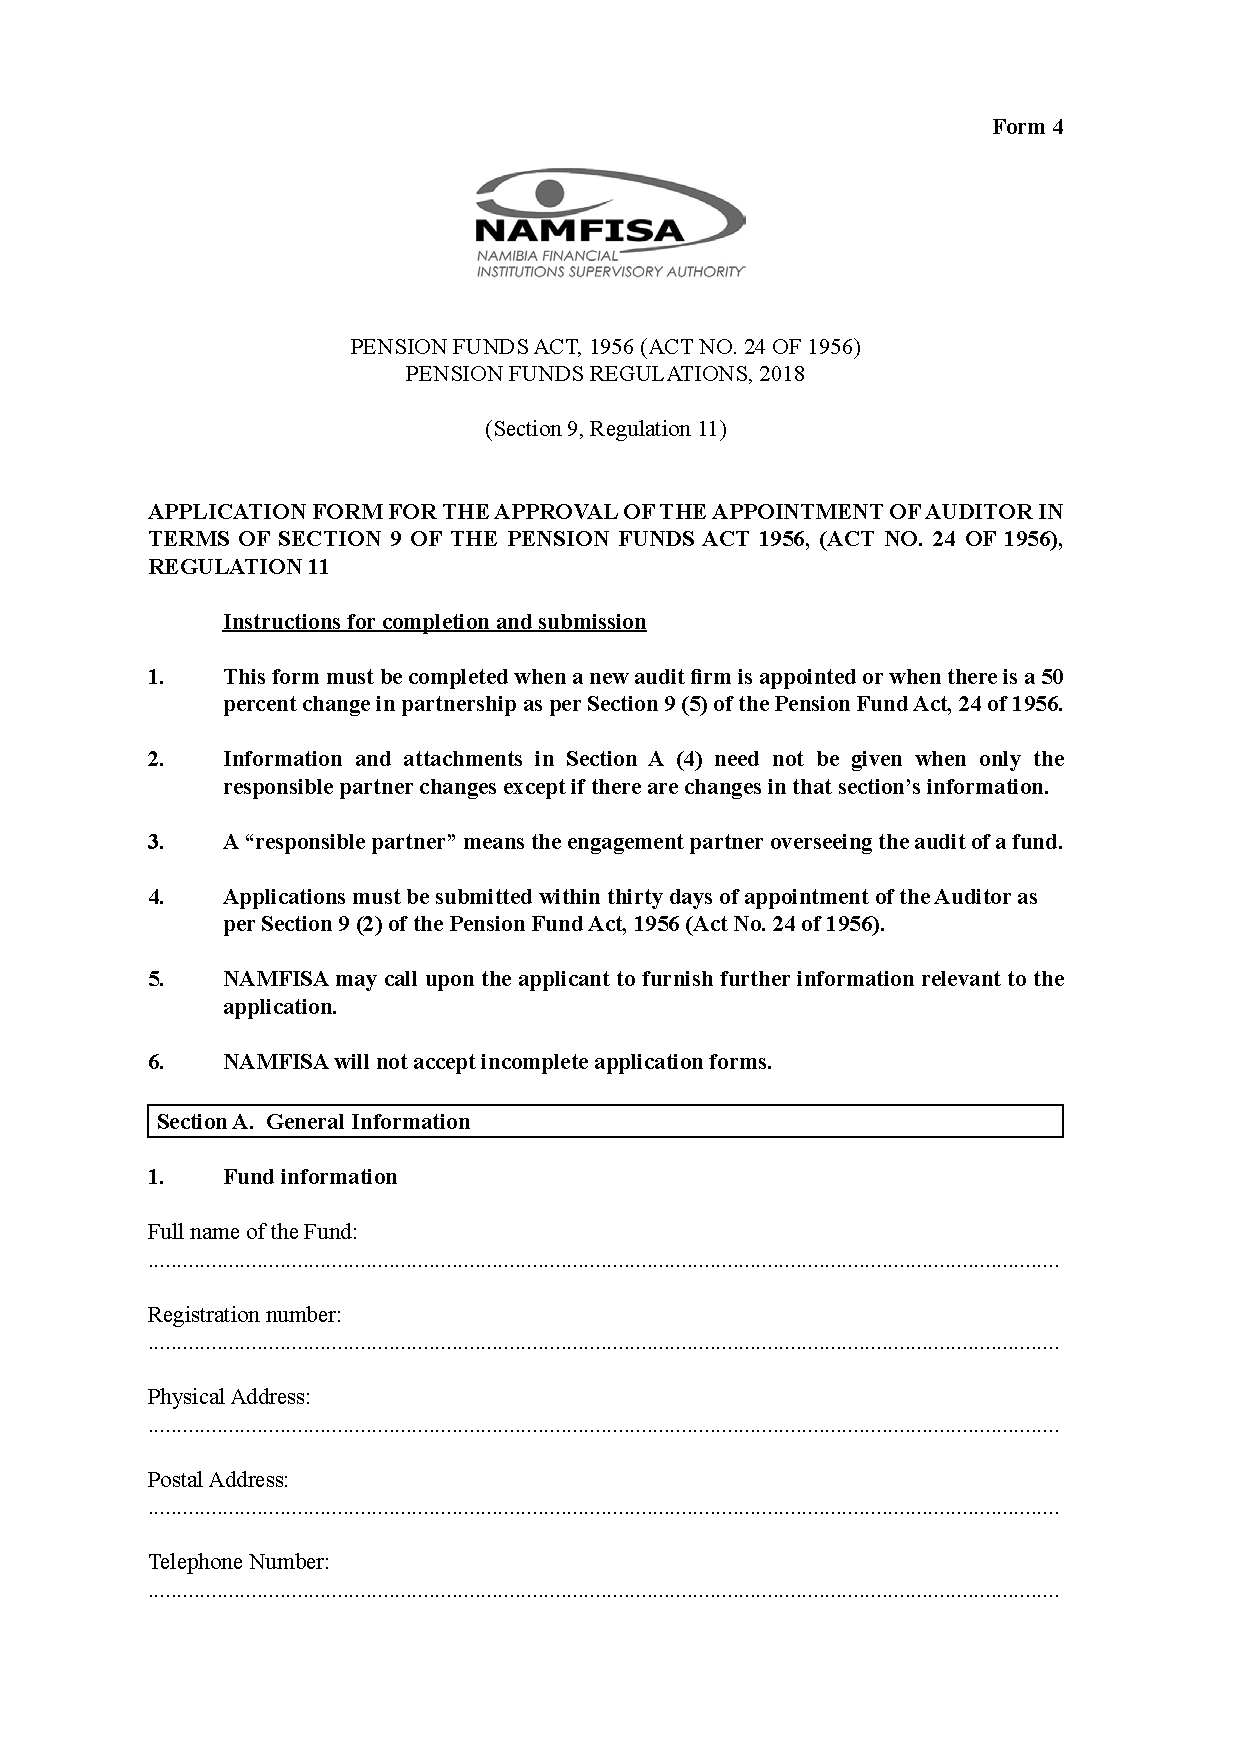 Form 4
NAMFISA
NAMIBIA FINANCIAL
INSTITUTIONS SUPERVISORY AUTHORITY
PENSION FUNDS ACT, 1956 (ACT NO. 24 OF 1956)
PENSION FUNDS REGULATIONS, 2018
(Section 9, Regulation 11)
APPLICATION FORM FOR THE APPROVAL OF THE APPOINTMENT OF AUDITOR IN
TERMS OF SECTION 9 OF THE PENSION FUNDS ACT 1956, (ACT NO. 24 OF 1956),
REGULATION 11
Instructions for completion and submission
1. This form must be completed when a new audit firm is appointed or when there is a 50
percent change in partnership as per Section 9 (5) of the Pension Fund Act, 24 of 1956.
2. Information and attachments in Section A (4) need not be given when only the
responsible partner changes except if there are changes in that section’s information.
3. A “responsible partner” means the engagement partner overseeing the audit of a fund.
4. Applications must be submitted within thirty days of appointment of the Auditor as
per Section 9 (2) of the Pension Fund Act, 1956 (Act No. 24 of 1956).
5. NAMFISA may call upon the applicant to furnish further information relevant to the
application.
6. NAMFISA will not accept incomplete application forms.
Section A. General Information
1. Fund information
Full name of the Fund:
Registration number:
Physical Address:
Postal Address:
Telephone Number: